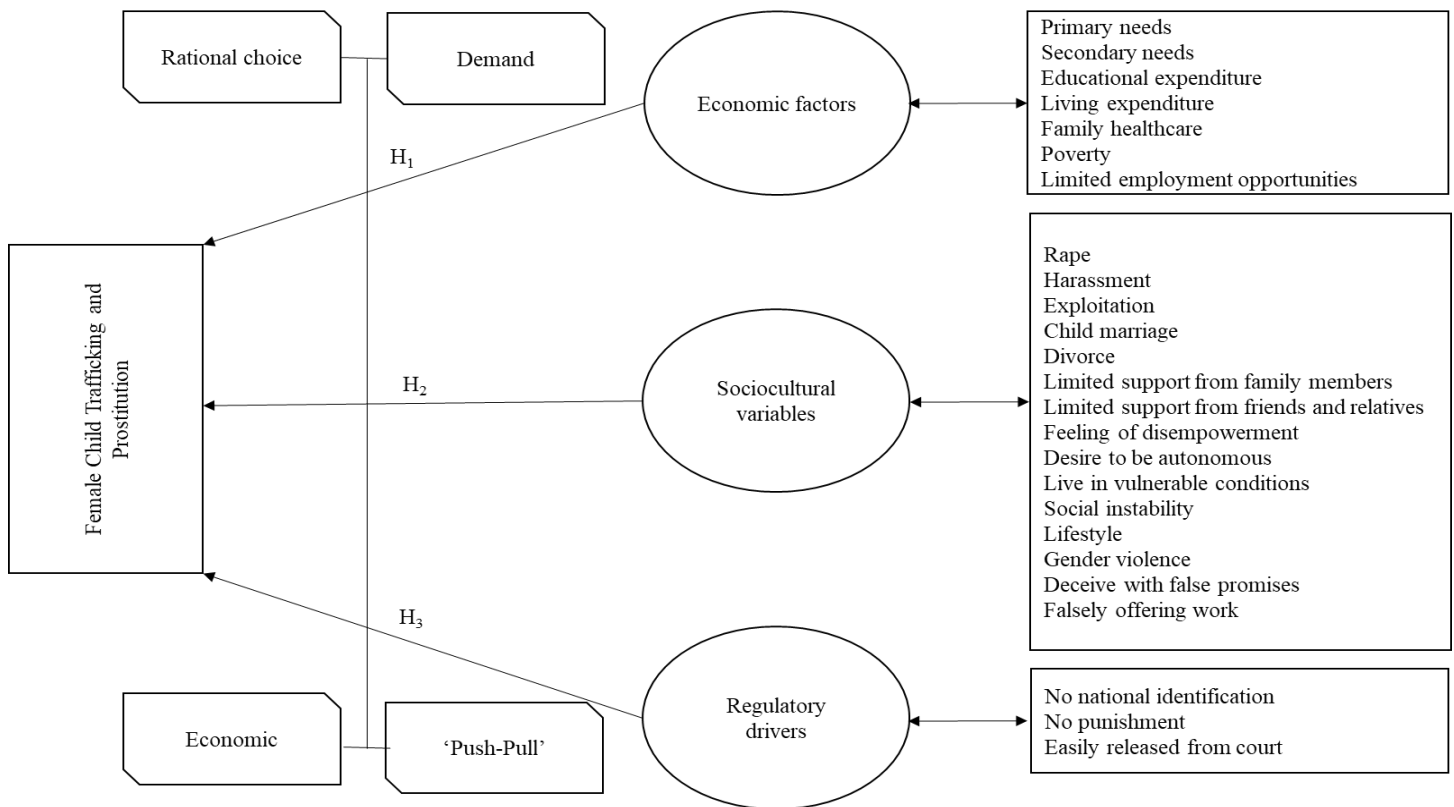 Rational choice
Demand
Economic factors
Primary needs
Secondary needs
Educational expenditure
Living expenditure
Family healthcare
Poverty
Limited employment opportunities
H₁
Female Child Trafficking and
Prostitution
H₂
Sociocultural
variables
Rape
Harassment
Exploitation
Child marriage
Divorce
Limited support from family members
Limited support from friends and relatives
Feeling of disempowerment
Desire to be autonomous
Live in vulnerable conditions
Social instability
Lifestyle
Gender violence
Deceive with false promises
Falsely offering work
H₃
Economic
‘Push-Pull’
Regulatory
drivers
No national identification
No punishment
Easily released from court